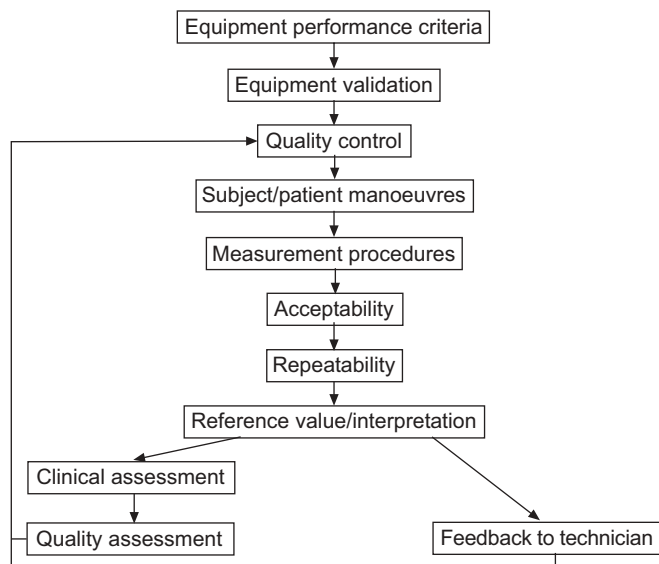 Equipment performance criteria
Equipment validation
Quality control
Subject/patient manoeuvres
Measurement procedures
Acceptability
Repeatability
Reference value/interpretation
Clinical assessment
Quality assessment
Feedback to technician